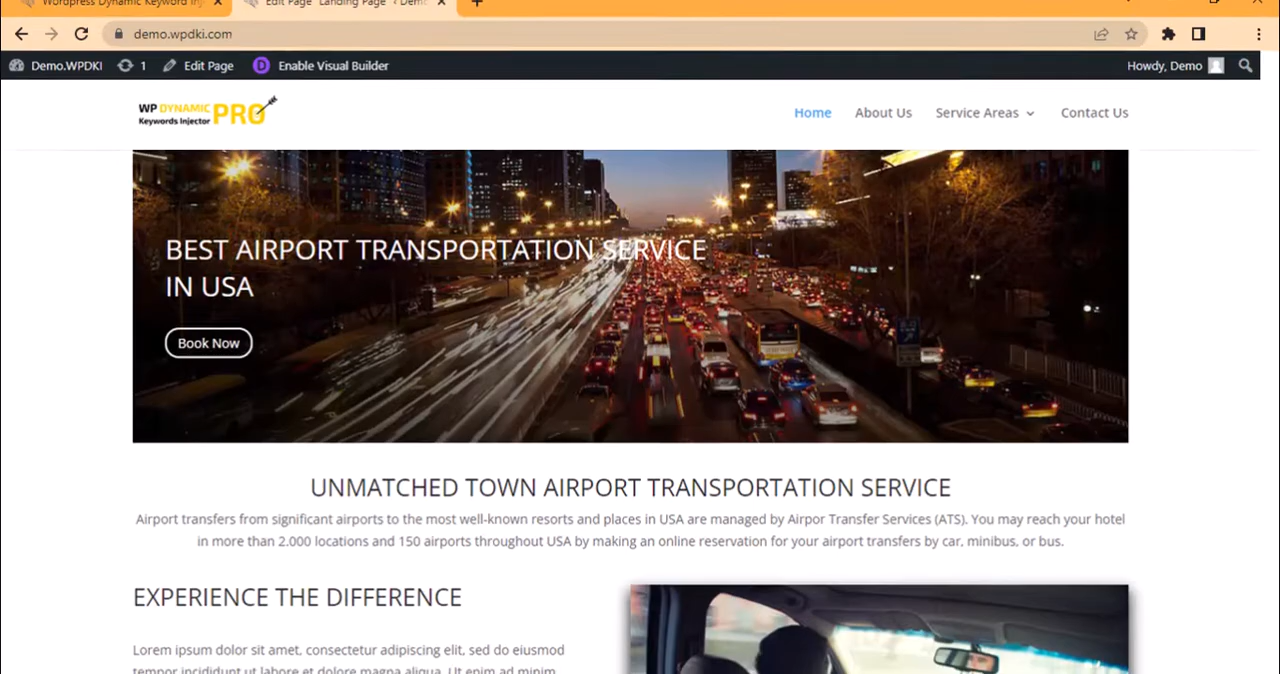 Wordpress Dynamic Keyword Inj
Edit Page "Landing Page" ‹ Demo
demo.wpdki.com
Demo.WPDKI 1 Edit Page D Enable Visual Builder Howdy, Demo
WP DYNAMIC PRO
Keywords Injector
Home About Us Service Areas Contact Us
BEST AIRPORT TRANSPORTATION SERVICE
IN USA
Book Now
UNMATCHED TOWN AIRPORT TRANSPORTATION SERVICE
Airport transfers from significant airports to the most well-known resorts and places in USA are managed by Airpor Transfer Services (ATS). You may reach your hotel
in more than 2.000 locations and 150 airports throughout USA by making an online reservation for your airport transfers by car, minibus, or bus.
EXPERIENCE THE DIFFERENCE
Lorem ipsum dolor sit amet, consectetur adipiscing elit, sed do eiusmod
tempor incididunt ut labore et dolore magna aliqua. Ut enim ad minim